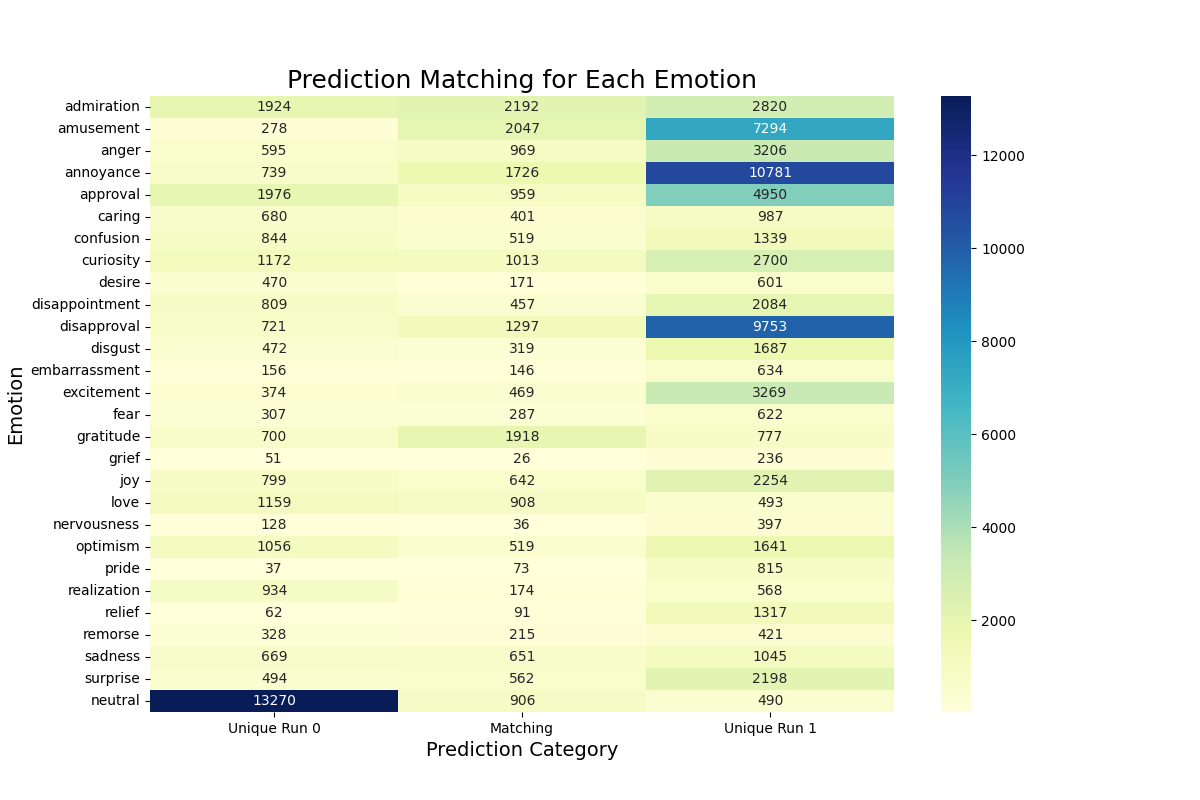 Prediction Matching for Each Emotion
admiration 1924 2192 2820
amusement 278 2047 7294
anger 595 969 3206
annoyance 739 1726 10781
approval 1976 959 4950
caring 680 401 987
confusion 844 519 1339
curiosity 1172 1013 2700
desire 470 171 601
disappointment 809 457 2084
disapproval 721 1297 9753
disgust 472 319 1687
embarrassment 156 146 634
excitement 374 469 3269
fear 307 287 622
gratitude 700 1918 777
grief 51 26 236
joy 799 642 2254
love 1159 908 493
nervousness 128 36 397
optimism 1056 519 1641
pride 37 73 815
realization 934 174 568
relief 62 91 1317
remorse 328 215 421
sadness 669 651 1045
surprise 494 562 2198
neutral 13270 906 490
Unique Run 0 Matching Unique Run 1
Prediction Category
Emotion
12000
10000
8000
6000
4000
2000